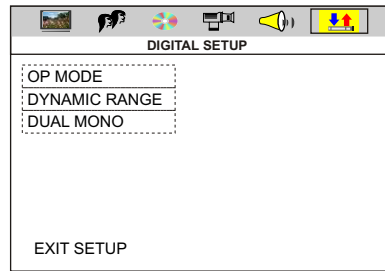 DIGITAL SETUP
OP MODE
DYNAMIC RANGE
DUAL MONO
EXIT SETUP